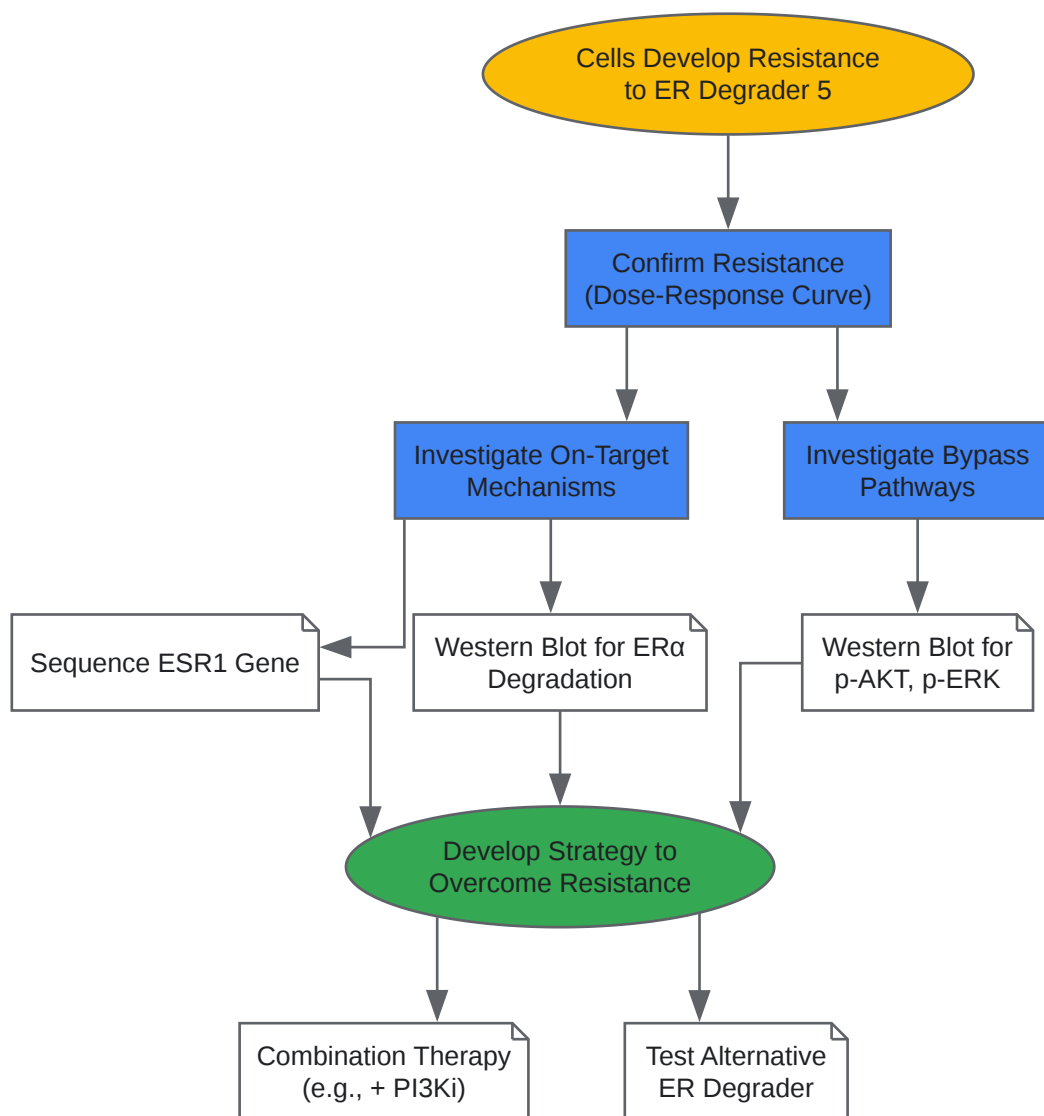 Cells Develop Resistance
to ER Degrader 5
Confirm Resistance
(Dose-Response Curve)
Investigate On-Target
Mechanisms
Investigate Bypass
Pathways
Sequence ESR1 Gene
Western Blot for ERα
Degradation
Western Blot for
p-AKT, p-ERK
Develop Strategy to
Overcome Resistance
Combination Therapy
(e.g., + PI3Ki)
Test Alternative
ER Degrader